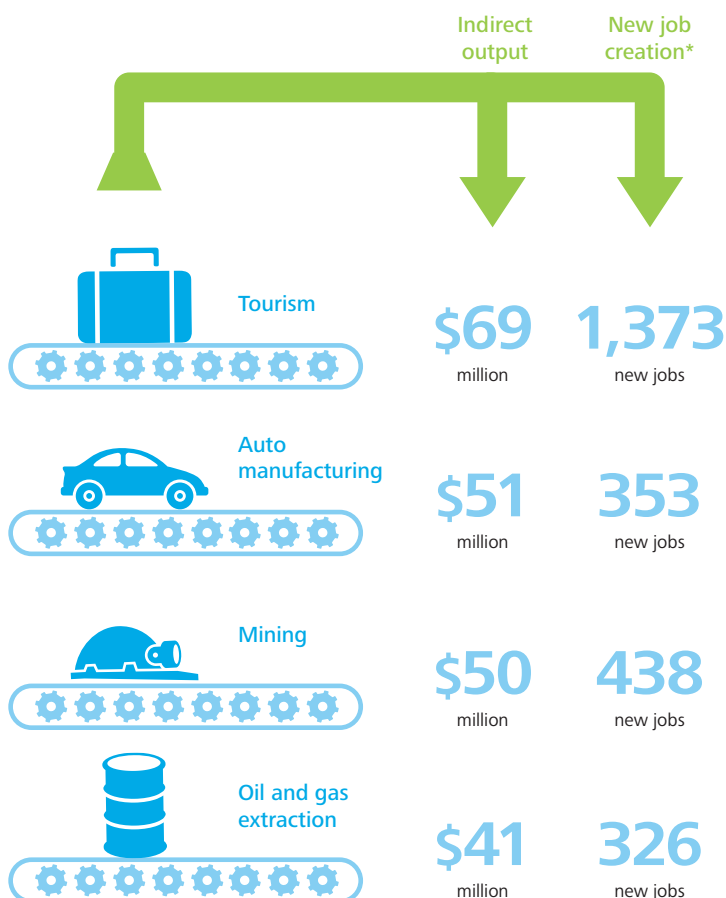 Indirect
output
New job
creation*
Tourism
$69
million
1,373
new jobs
Auto
manufacturing
$51
million
353
new jobs
Mining
$50
million
438
new jobs
Oil and gas
extraction
$41
million
326
new jobs